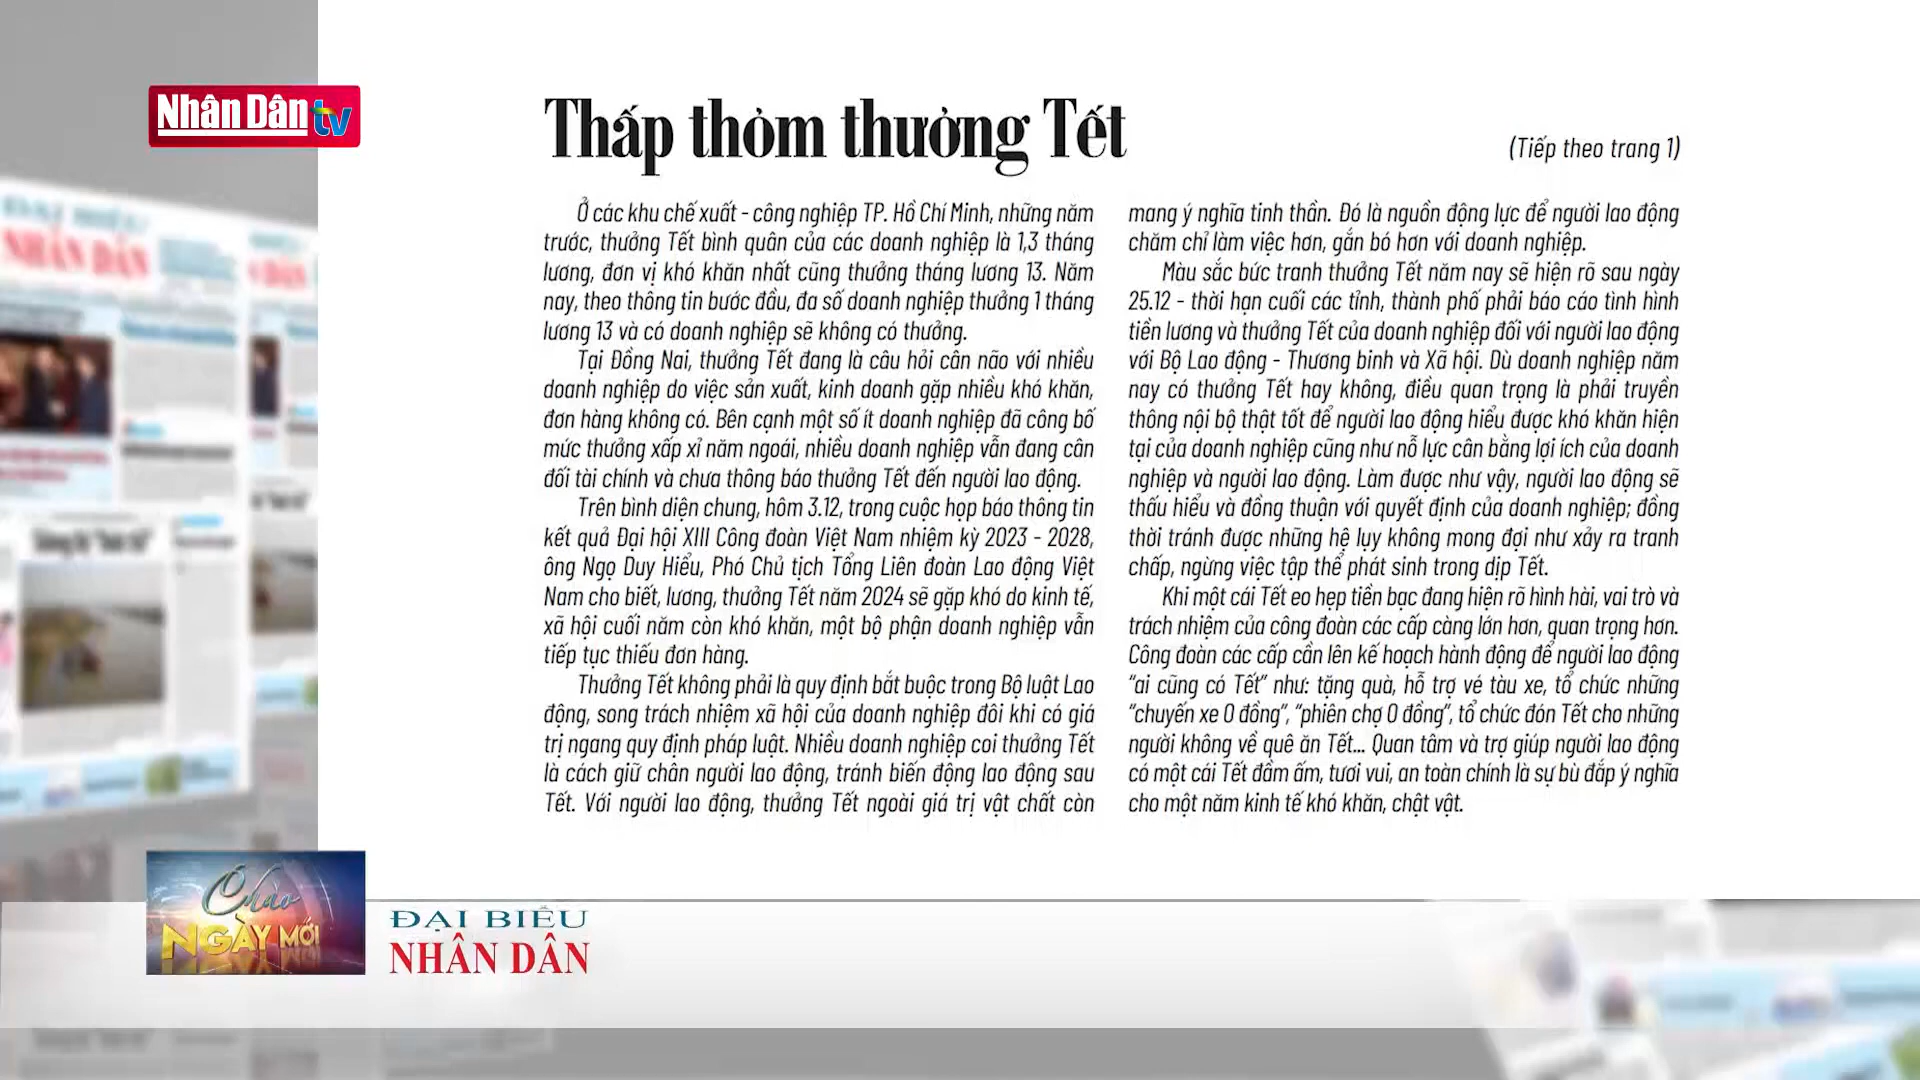 Nhân Dân tv
Thấp thỏm thưởng Tết
(Tiếp theo trang 1)
Ở các khu chế xuất - công nghiệp TP. Hồ Chí Minh, những năm
trước, thưởng Tết bình quân của các doanh nghiệp là 1,3 tháng
lương, đơn vị khó khăn nhất cũng thưởng tháng lương 13. Năm
nay, theo thông tin bước đầu, đa số doanh nghiệp thưởng 1 tháng
lương 13 và có doanh nghiệp sẽ không có thưởng.
Tại Đồng Nai, thưởng Tết đang là câu hỏi cân não với nhiều
doanh nghiệp do việc sản xuất, kinh doanh gặp nhiều khó khăn,
đơn hàng không có. Bên cạnh một số ít doanh nghiệp đã công bố
mức thưởng xấp xỉ năm ngoái, nhiều doanh nghiệp vẫn đang cân
đối tài chính và chưa thông báo thưởng Tết đến người lao động.
Trên bình diện chung, hôm 3.12, trong cuộc họp báo thông tin
kết quả Đại hội XIII Công đoàn Việt Nam nhiệm kỳ 2023 - 2028,
ông Ngọ Duy Hiểu, Phó Chủ tịch Tổng Liên đoàn Lao động Việt
Nam cho biết, lương, thưởng Tết năm 2024 sẽ gặp khó do kinh tế,
xã hội cuối năm còn khó khăn, một bộ phận doanh nghiệp vẫn
tiếp tục thiếu đơn hàng.
Thưởng Tết không phải là quy định bắt buộc trong Bộ luật Lao
động, song trách nhiệm xã hội của doanh nghiệp đôi khi có giá
trị ngang quy định pháp luật. Nhiều doanh nghiệp coi thưởng Tết
là cách giữ chân người lao động, tránh biến động lao động sau
Tết. Với người lao động, thưởng Tết ngoài giá trị vật chất còn
mang ý nghĩa tinh thần. Đó là nguồn động lực để người lao động
chăm chỉ làm việc hơn, gắn bó hơn với doanh nghiệp.
Màu sắc bức tranh thưởng Tết năm nay sẽ hiện rõ sau ngày
25.12 - thời hạn cuối các tỉnh, thành phố phải báo cáo tình hình
tiền lương và thưởng Tết của doanh nghiệp đối với người lao động
với Bộ Lao động - Thương binh và Xã hội. Dù doanh nghiệp năm
nay có thưởng Tết hay không, điều quan trọng là phải truyền
thông nội bộ thật tốt để người lao động hiểu được khó khăn hiện
tại của doanh nghiệp cũng như nỗ lực cân bằng lợi ích của doanh
nghiệp và người lao động. Làm được như vậy, người lao động sẽ
thấu hiểu và đồng thuận với quyết định của doanh nghiệp; đồng
thời tránh được những hệ lụy không mong đợi như xảy ra tranh
chấp, ngừng việc tập thể phát sinh trong dịp Tết.
Khi một cái Tết eo hẹp tiền bạc đang hiện rõ hình hài, vai trò và
trách nhiệm của công đoàn các cấp càng lớn hơn, quan trọng hơn.
Công đoàn các cấp cần lên kế hoạch hành động để người lao động
“ai cũng có Tết” như: tặng quà, hỗ trợ vé tàu xe, tổ chức những
“chuyến xe 0 đồng”, “phiên chợ 0 đồng”, tổ chức đón Tết cho những
người không về quê ăn Tết... Quan tâm và trợ giúp người lao động
có một cái Tết đầm ấm, tươi vui, an toàn chính là sự bù đắp ý nghĩa
cho một năm kinh tế khó khăn, chật vật.
Chào
NGÀY MỚI
ĐẠI BIỂU
NHÂN DÂN
ĐẠI BIỂU
NHÂN DÂN